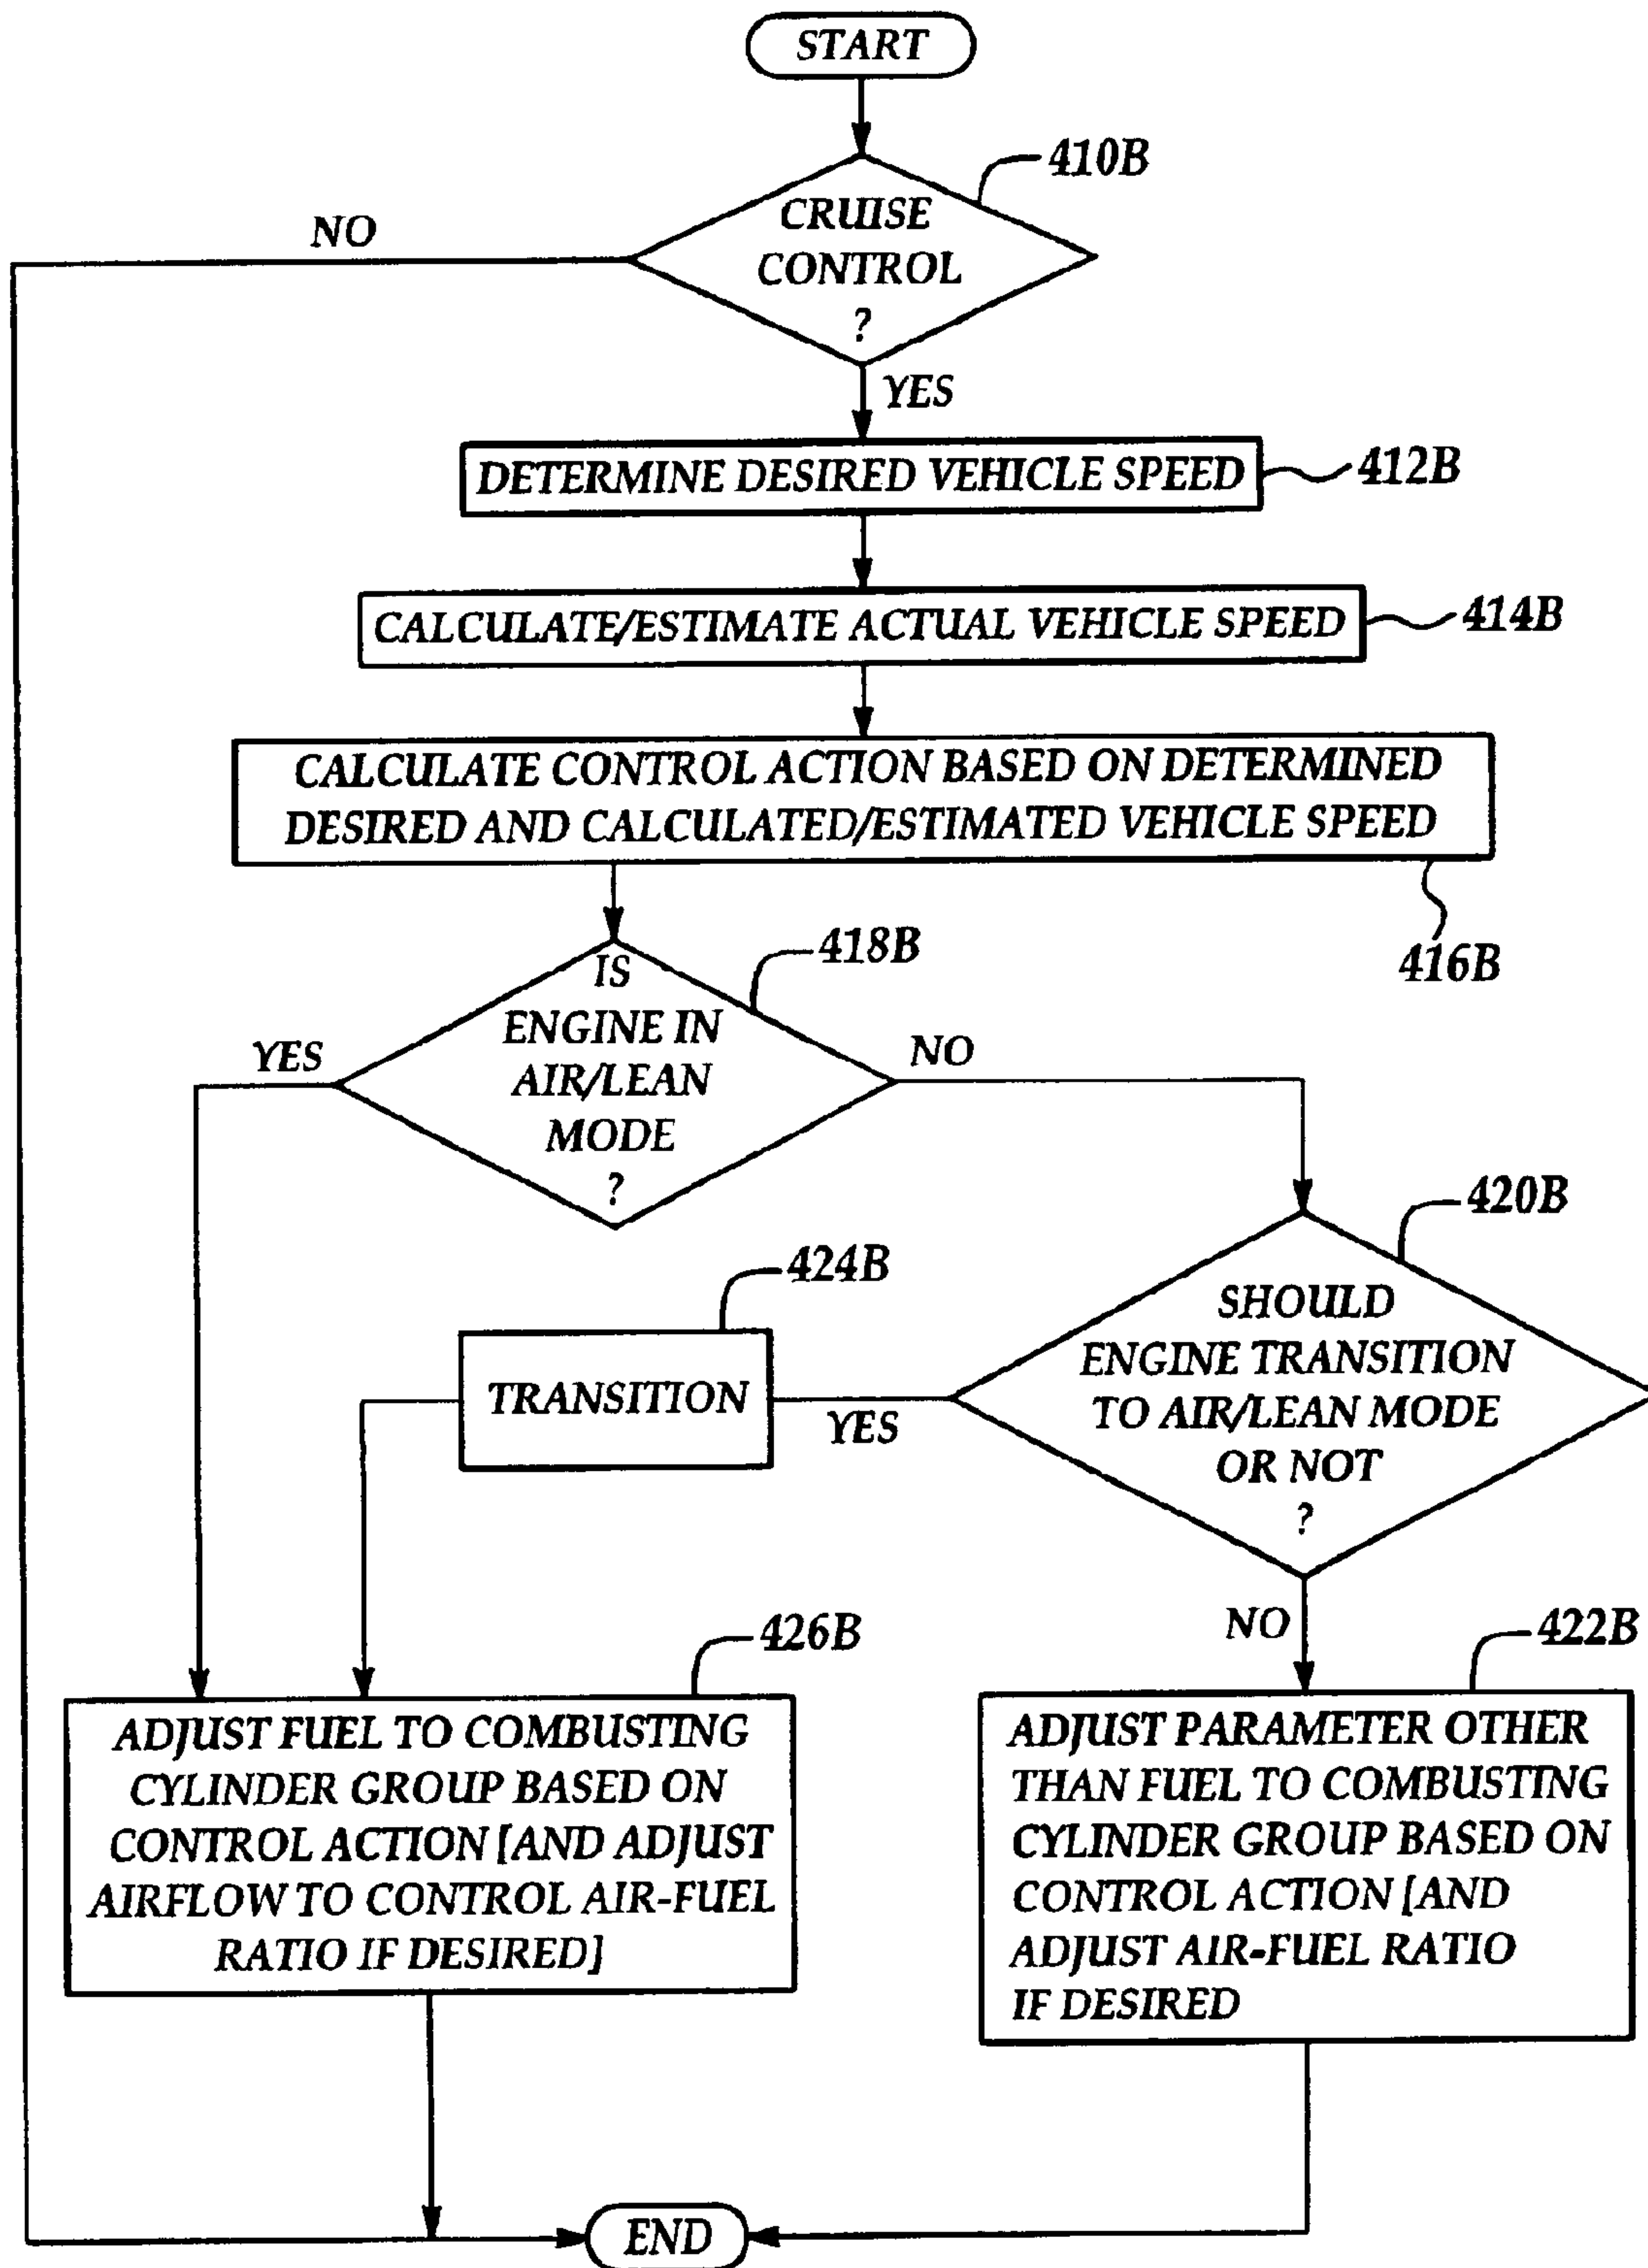 START
410B
CRUISE
CONTROL
?
NO
YES
DETERMINE DESIRED VEHICLE SPEED
412B
CALCULATE/ESTIMATE ACTUAL VEHICLE SPEED
414B
CALCULATE CONTROL ACTION BASED ON DETERMINED
DESIRED AND CALCULATED/ESTIMATED VEHICLE SPEED
416B
418B
IS
ENGINE IN
AIR/LEAN
MODE
?
YES
NO
420B
SHOULD
ENGINE TRANSITION
TO AIR/LEAN MODE
OR NOT
?
424B
TRANSITION
YES
NO
426B
ADJUST FUEL TO COMBUSTING
CYLINDER GROUP BASED ON
CONTROL ACTION [AND ADJUST
AIRFLOW TO CONTROL AIR-FUEL
RATIO IF DESIRED]
422B
ADJUST PARAMETER OTHER
THAN FUEL TO COMBUSTING
CYLINDER GROUP BASED ON
CONTROL ACTION [AND
ADJUST AIR-FUEL RATIO
IF DESIRED
END